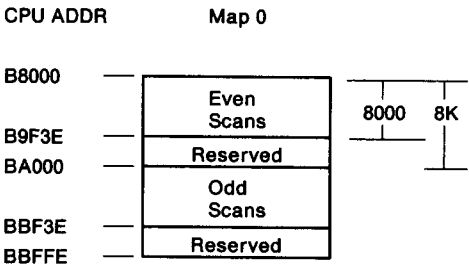 CPU ADDR Map 0
B8000
Even
Scans
8000 8K
B9F3E
Reserved
BA000
Odd
Scans
BBF3E
Reserved
BBFFE